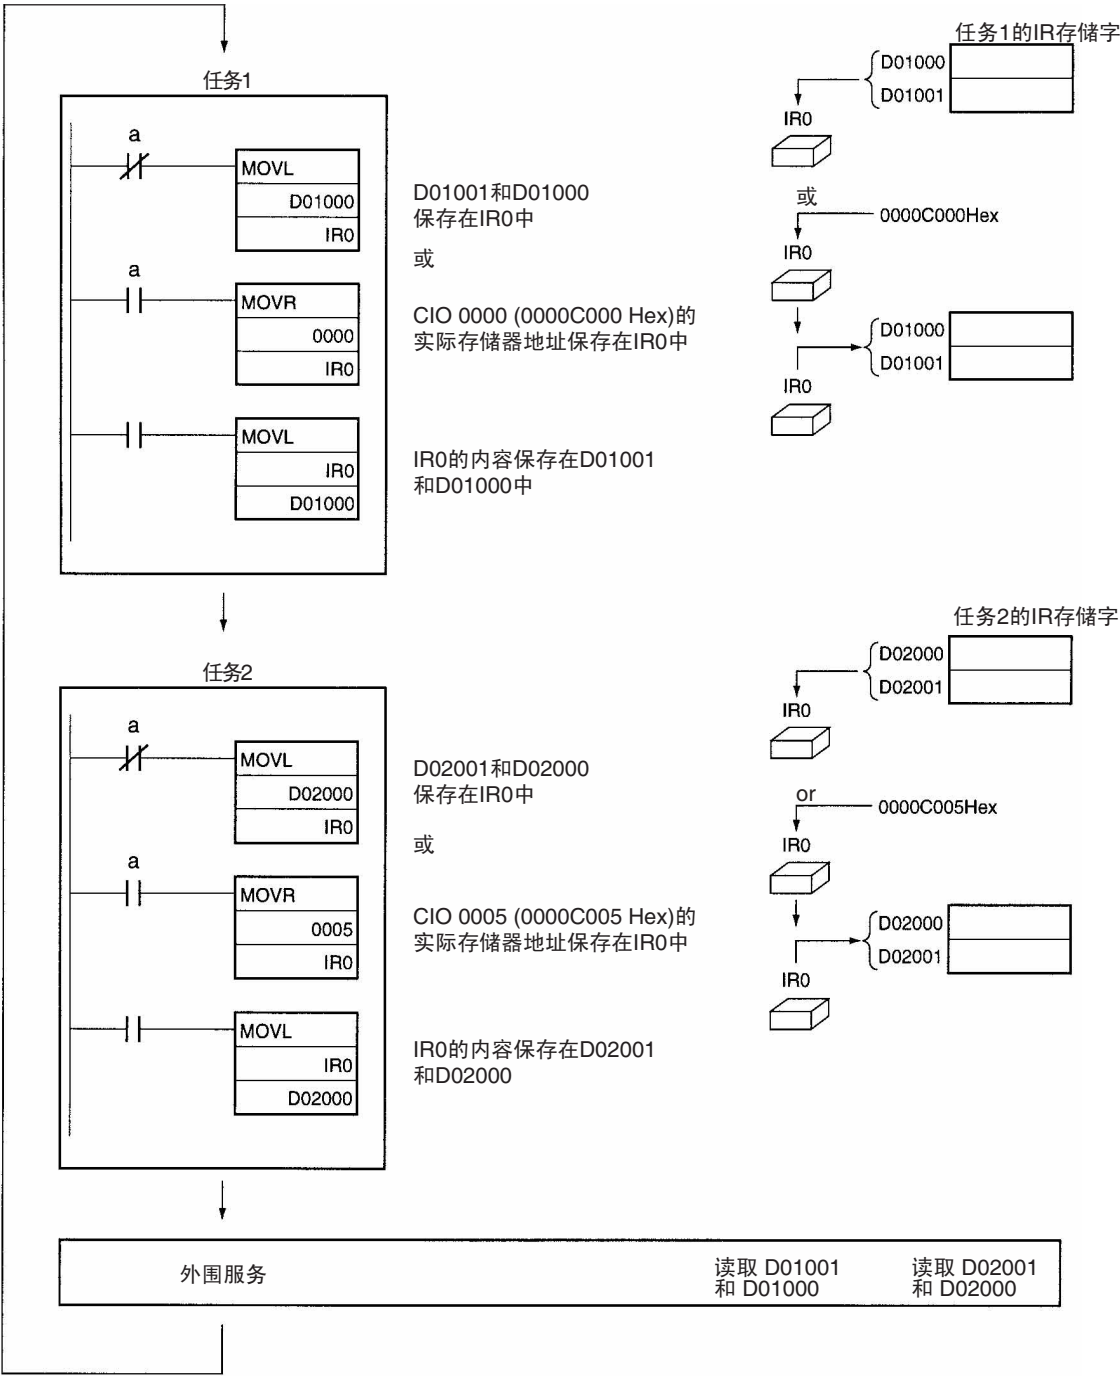 任务1
a
MOVL
D01000
IR0
D01001和D01000
保存在IR0中
或
a
MOVR
0000
IR0
CIO 0000 (0000C000 Hex)的
实际存储器地址保存在IR0中
MOVL
IR0
D01000
IR0的内容保存在D01001
和D01000中
任务1的IR存储字
D01000
D01001
IR0
或
0000C000Hex
IR0
D01000
D01001
IR0
任务2
a
MOVL
D02000
IR0
D02001和D02000
保存在IR0中
或
a
MOVR
0005
IR0
CIO 0005 (0000C005 Hex)的
实际存储器地址保存在IR0中
MOVL
IR0
D02000
IR0的内容保存在D02001
和D02000
任务2的IR存储字
D02000
D02001
IR0
or
0000C005Hex
IR0
D02000
D02001
IR0
外围服务
读取 D01001
和 D01000
读取 D02001
和 D02000